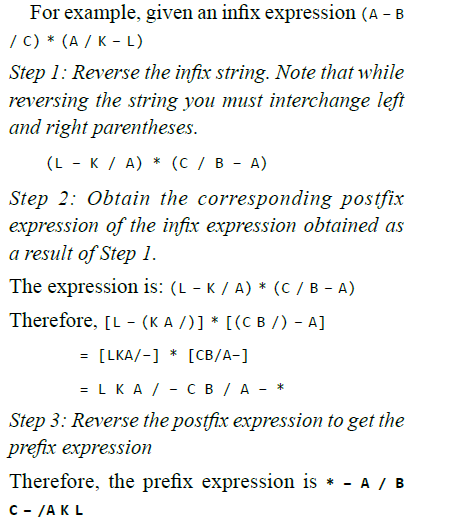 For example, given an infix expression (A – B
/ C) * (A / K – L)
Step 1: Reverse the infix string. Note that while
reversing the string you must interchange left
and right parentheses.
(L – K / A) * (C / B – A)
Step 2: Obtain the corresponding postfix
expression of the infix expression obtained as
a result of Step 1.
The expression is: (L – K / A) * (C / B – A)
Therefore, [L – (K A /)] * [(C B /) – A]
= [LKA/–] * [CB/A–]
= L K A / – C B / A – *
Step 3: Reverse the postfix expression to get the
prefix expression
Therefore, the prefix expression is * – A / B
C – /A K L